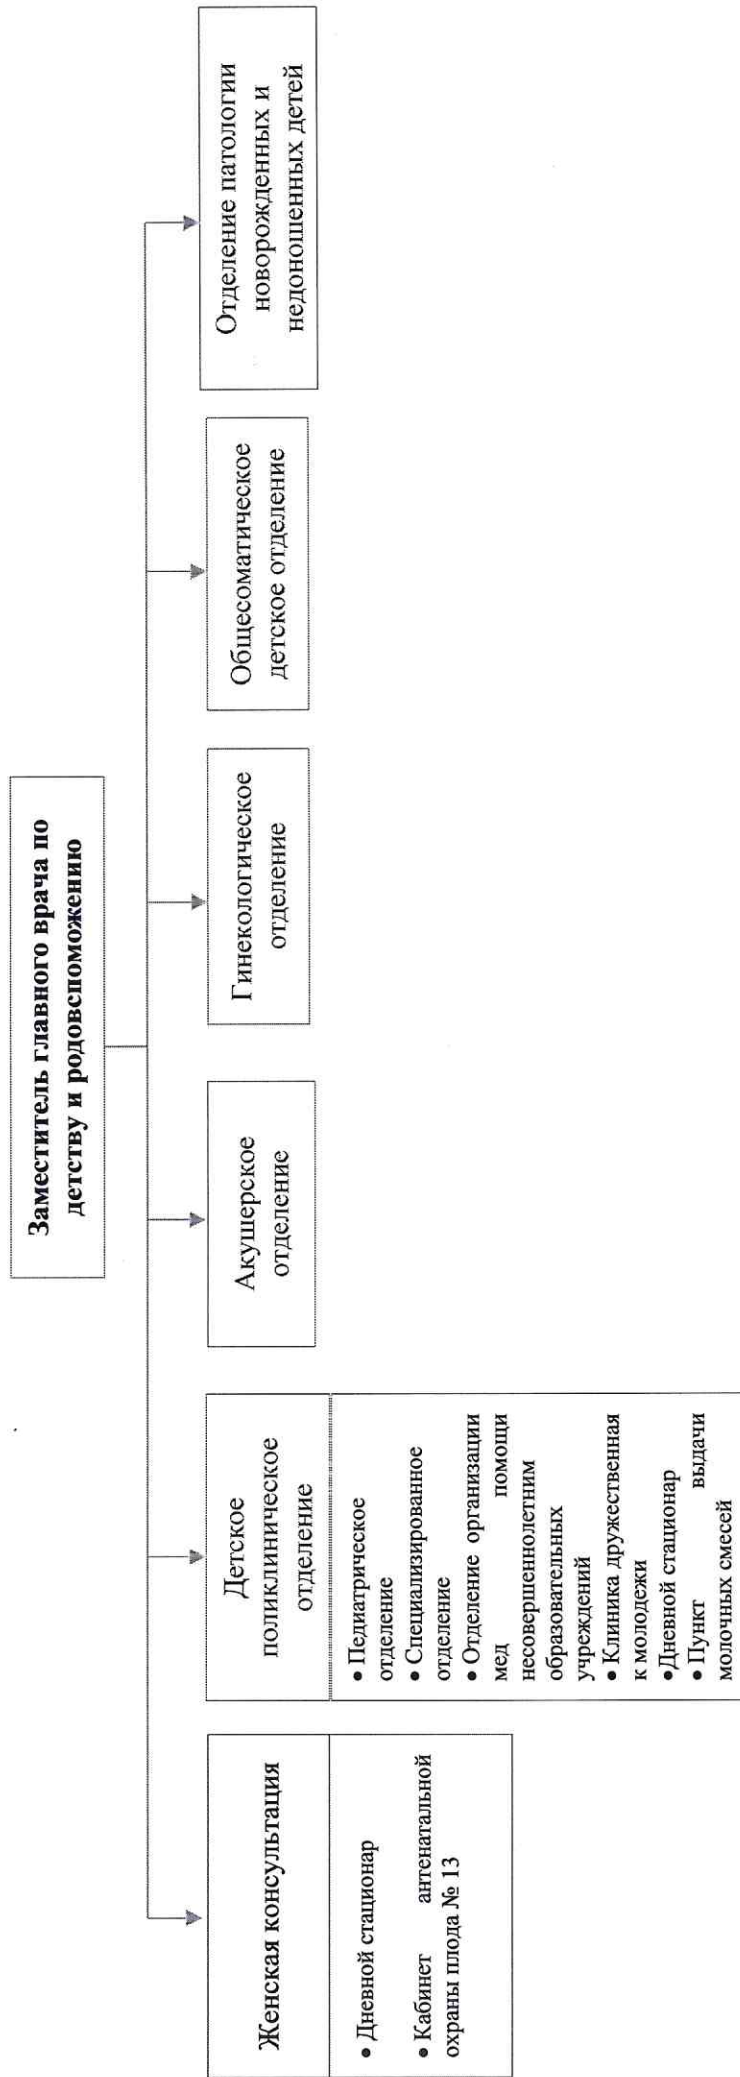 Заместитель главного врача по
детству и родовспоможению
Женская консультация
• Дневной стационар
• Кабинет антенатальной
охраны плода № 13
Детское
поликлиническое
отделение
• Педиатрическое
отделение
• Специализированное
отделение
• Отделение организации
мед помощи
несовершеннолетним
образовательных
учреждений
• Клиника дружественная
к молодежи
•Дневной стационар
• Пункт выдачи
молочных смесей
Акушерское
отделение
Гинекологическое
отделение
Общесоматическое
детское отделение
Отделение патологии
новорожденных и
недоношенных детей